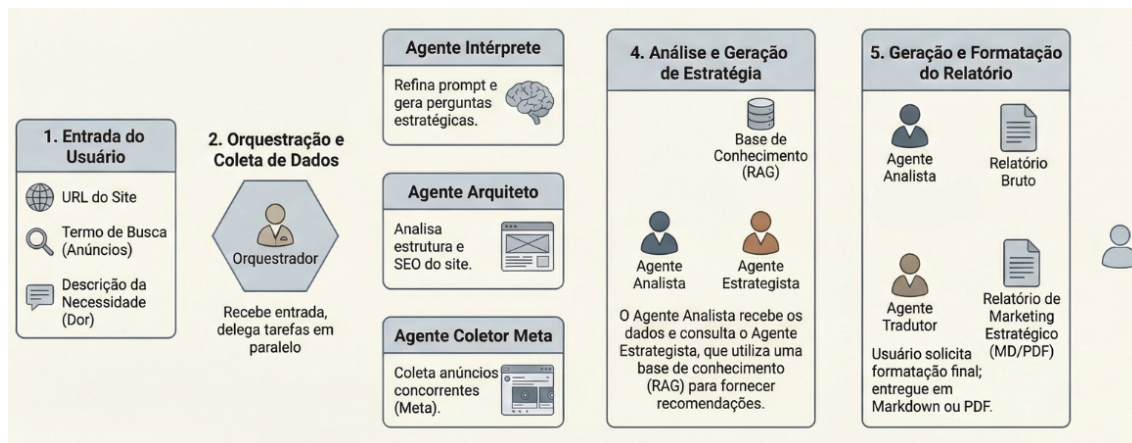 1. Entrada do
Usuário
URL do Site
Termo de Busca
(Anúncios)
Descrição da
Necessidade
(Dor)
2. Orquestração e
Coleta de Dados
Orquestrador
Recebe entrada,
delega tarefas em
paralelo
Agente Intérprete
Refina prompt e
gera perguntas
estratégicas.
Agente Arquiteto
Analisa
estrutura e
SEO do site.
Agente Coletor Meta
Coleta anúncios
concorrentes
(Meta).
4. Análise e Geração
de Estratégia
Base de
Conhecimento
(RAG)
Agente
Analista
Agente
Estrategista
O Agente Analista recebe os
dados e consulta o Agente
Estrategista, que utiliza uma
base de conhecimento
(RAG) para fornecer
recomendações.
5. Geração e Formatação
do Relatório
Agente
Analista
Relatório
Bruto
Agente
Tradutor
Relatório de
Marketing
Estratégico
(MD/PDF)
Usuário solicita
formatação final;
entregue em
Markdown ou PDF.